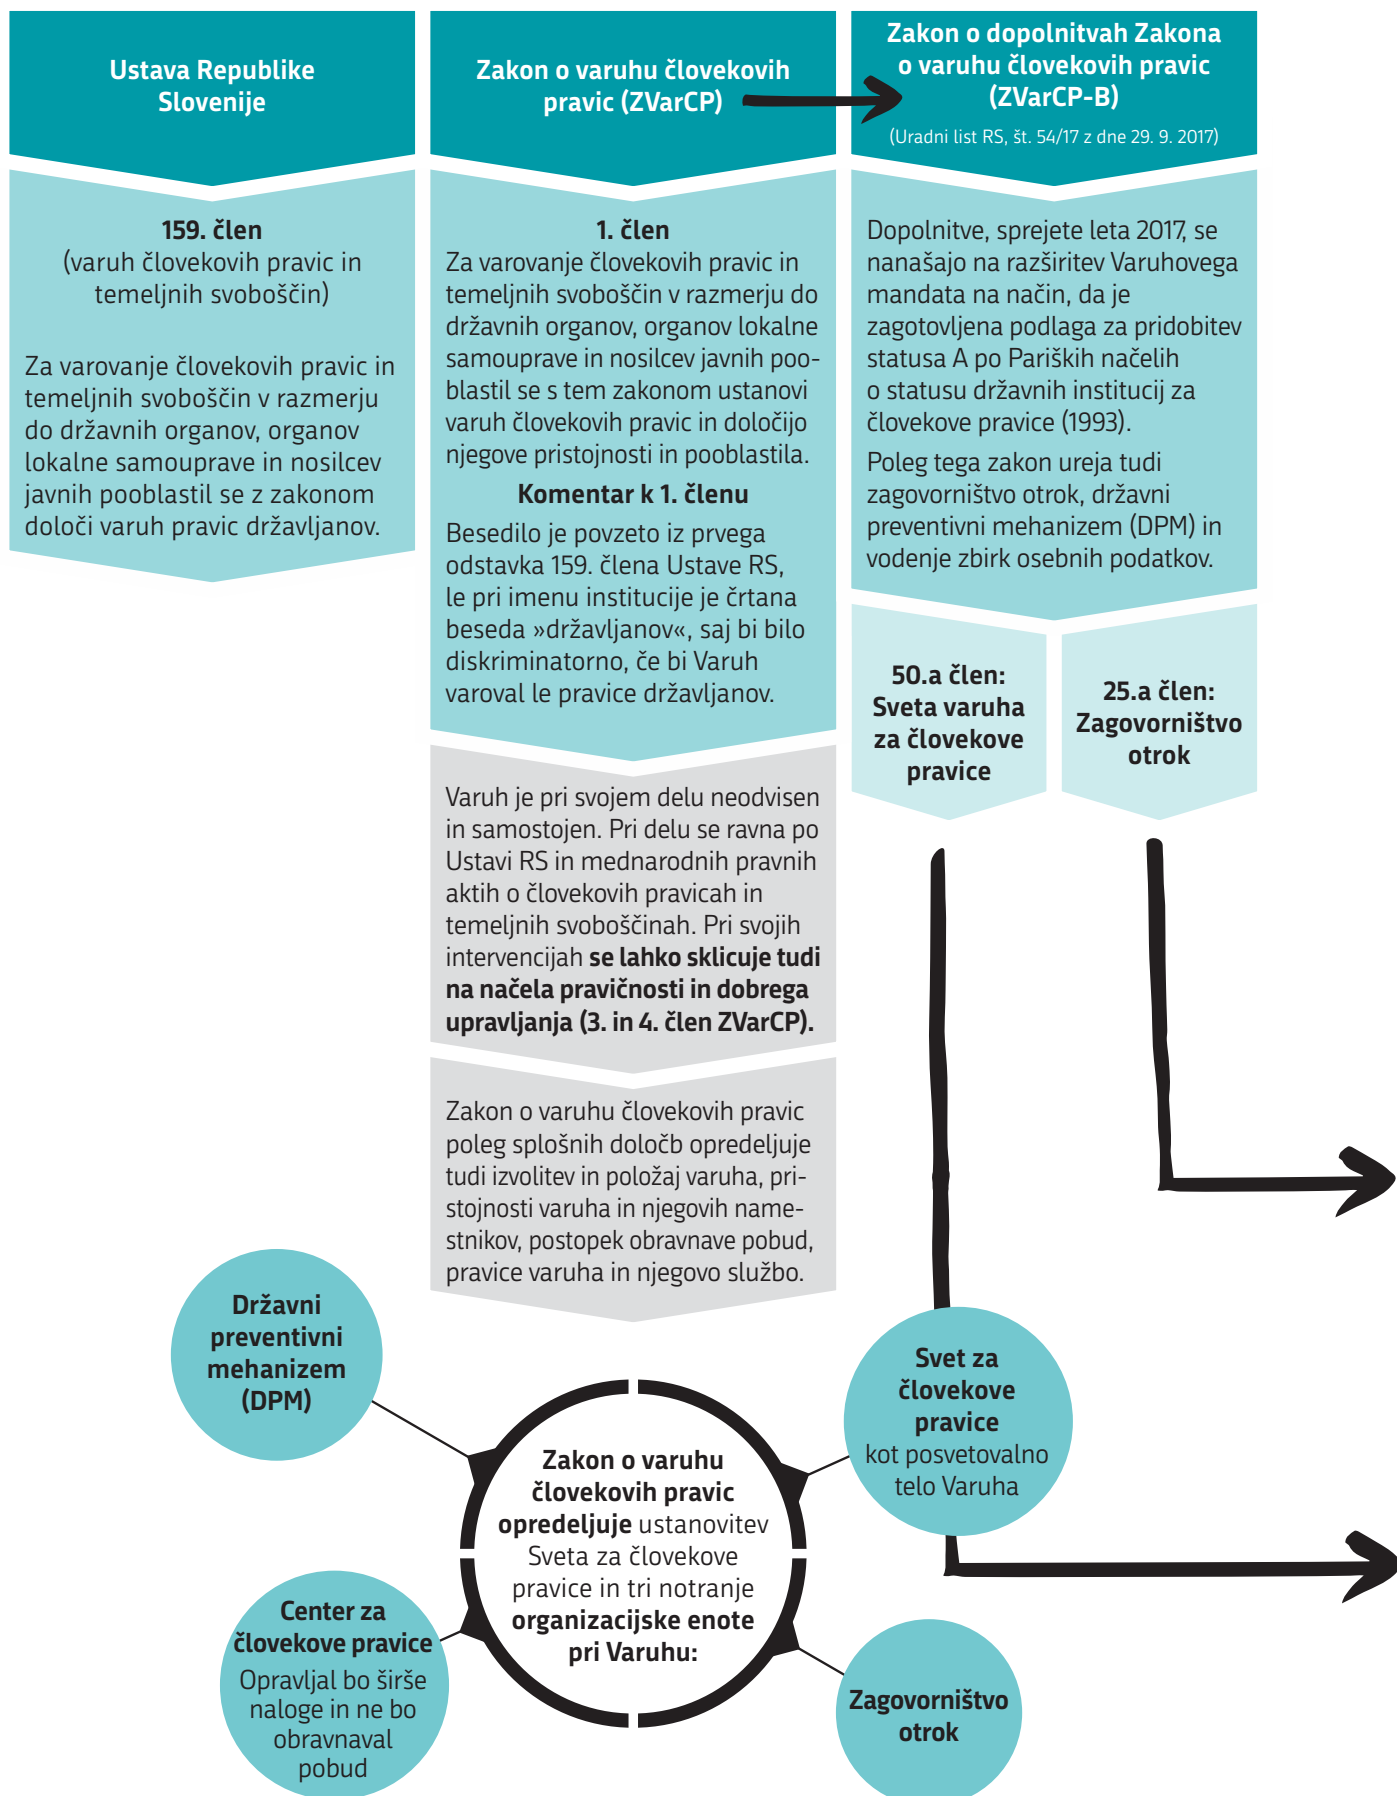 Ustava Republike
Slovenije
159. člen
(varuh človekovih pravic in
temeljnih svoboščin)
Za varovanje človekovih pravic in
temeljnih svoboščin v razmerju
do državnih organov, organov
lokalne samouprave in nosilcev
javnih pooblastil se z zakonom
določi varuh pravic državljanov.
Zakon o varuhu človekovih
pravic (ZVarCP)
1. člen
Za varovanje človekovih pravic in
temeljnih svoboščin v razmerju do
državnih organov, organov lokalne
samouprave in nosilcev javnih poo-
blastil se s tem zakonom ustanovi
varuh človekovih pravic in določijo
njegove pristojnosti in pooblastila.
Komentar k 1. členu
Besedilo je povzeto iz prvega
odstavka 159. člena Ustave RS,
le pri imenu institucije je črtana
beseda »državljanov«, saj bi bilo
diskriminatorno, če bi Varuh
varoval le pravice državljanov.
Varuh je pri svojem delu neodvisen
in samostojen. Pri delu se ravna po
Ustavi RS in mednarodnih pravnih
aktih o človekovih pravicah in
temeljnih svoboščinah. Pri svojih
intervencijah se lahko sklicuje tudi
na načela pravičnosti in dobrega
upravljanja (3. in 4. člen ZVarCP).
Zakon o varuhu človekovih pravic
poleg splošnih določb opredeljuje
tudi izvolitev in položaj varuha, pri-
stojnosti varuha in njegovih name-
stnikov, postopek obravnave pobud,
pravice varuha in njegovo službo.
Zakon o dopolnitvah Zakona
o varuhu človekovih pravic
(ZVarCP-B)
(Uradni list RS, št. 54/17 z dne 29. 9. 2017)
Dopolnitve, sprejete leta 2017, se
nanašajo na razširitev Varuhovega
mandata na način, da je
zagotovljena podlaga za pridobitev
statusa A po Pariških načelih
o statusu državnih institucij za
človekove pravice (1993).
Poleg tega zakon ureja tudi
zagovorništvo otrok, državni
preventivni mehanizem (DPM) in
vodenje zbirk osebnih podatkov.
50.a člen:
Sveta varuha
za človekove
pravice
25.a člen:
Zagovorništvo
otrok
Državni
preventivni
mehanizem
(DPM)
Svet za
človekove
pravice
kot posvetovalno
telo Varuha
Zakon o varuhu
človekovih pravic
opredeljuje ustanovitev
Sveta za človekove
pravice in tri notranje
organizacijske enote
pri Varuhu:
Center za
človekove pravice
Opravljal bo širše
naloge in ne bo
obravnaval
pobud
Zagovorništvo
otrok